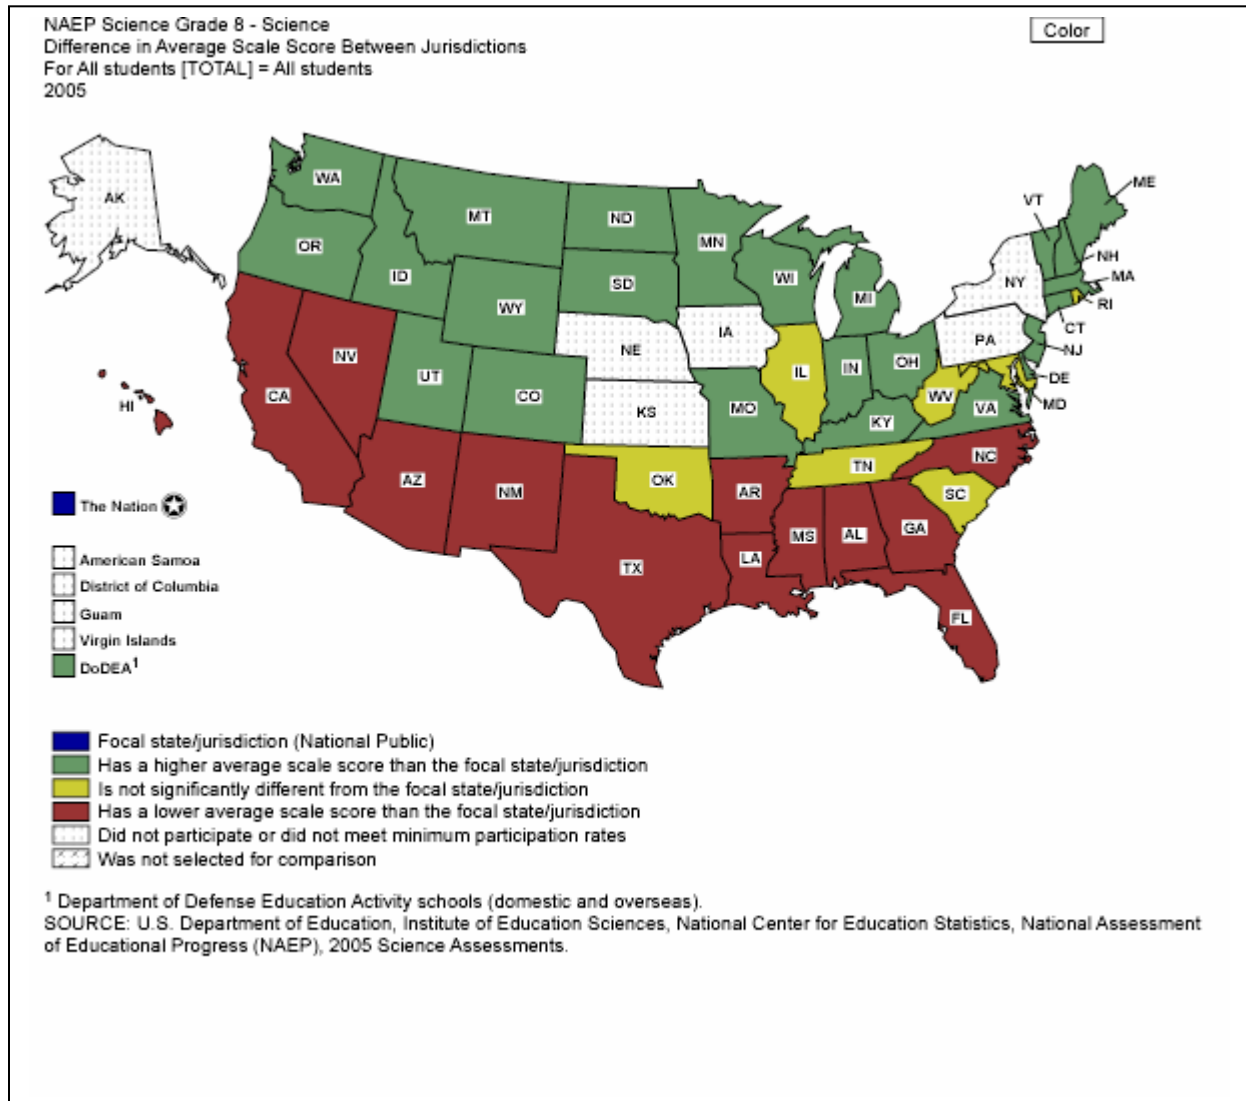 NAEP Science Grade 8 - Science
Difference in Average Scale Score Between Jurisdictions
For All students [TOTAL] = All students
2005
Color
AK
WA
MT
ND
MN
VT
ME
OR
ID
WY
SD
WI
MI
NY
NH
MA
RI
CT
NV
UT
CO
NE
IA
IL
IN
OH
PA
NJ
DE
MD
CA
HI
KS
MO
KY
WV
VA
AZ
NM
OK
AR
TN
NC
SC
TX
LA
MS
AL
GA
FL
The Nation
American Samoa
District of Columbia
Guam
Virgin Islands
DoDEA1
Focal state/jurisdiction (National Public)
Has a higher average scale score than the focal state/jurisdiction
Is not significantly different from the focal state/jurisdiction
Has a lower average scale score than the focal state/jurisdiction
Did not participate or did not meet minimum participation rates
Was not selected for comparison
1 Department of Defense Education Activity schools (domestic and overseas).
SOURCE: U.S. Department of Education, Institute of Education Sciences, National Center for Education Statistics, National Assessment
of Educational Progress (NAEP), 2005 Science Assessments.